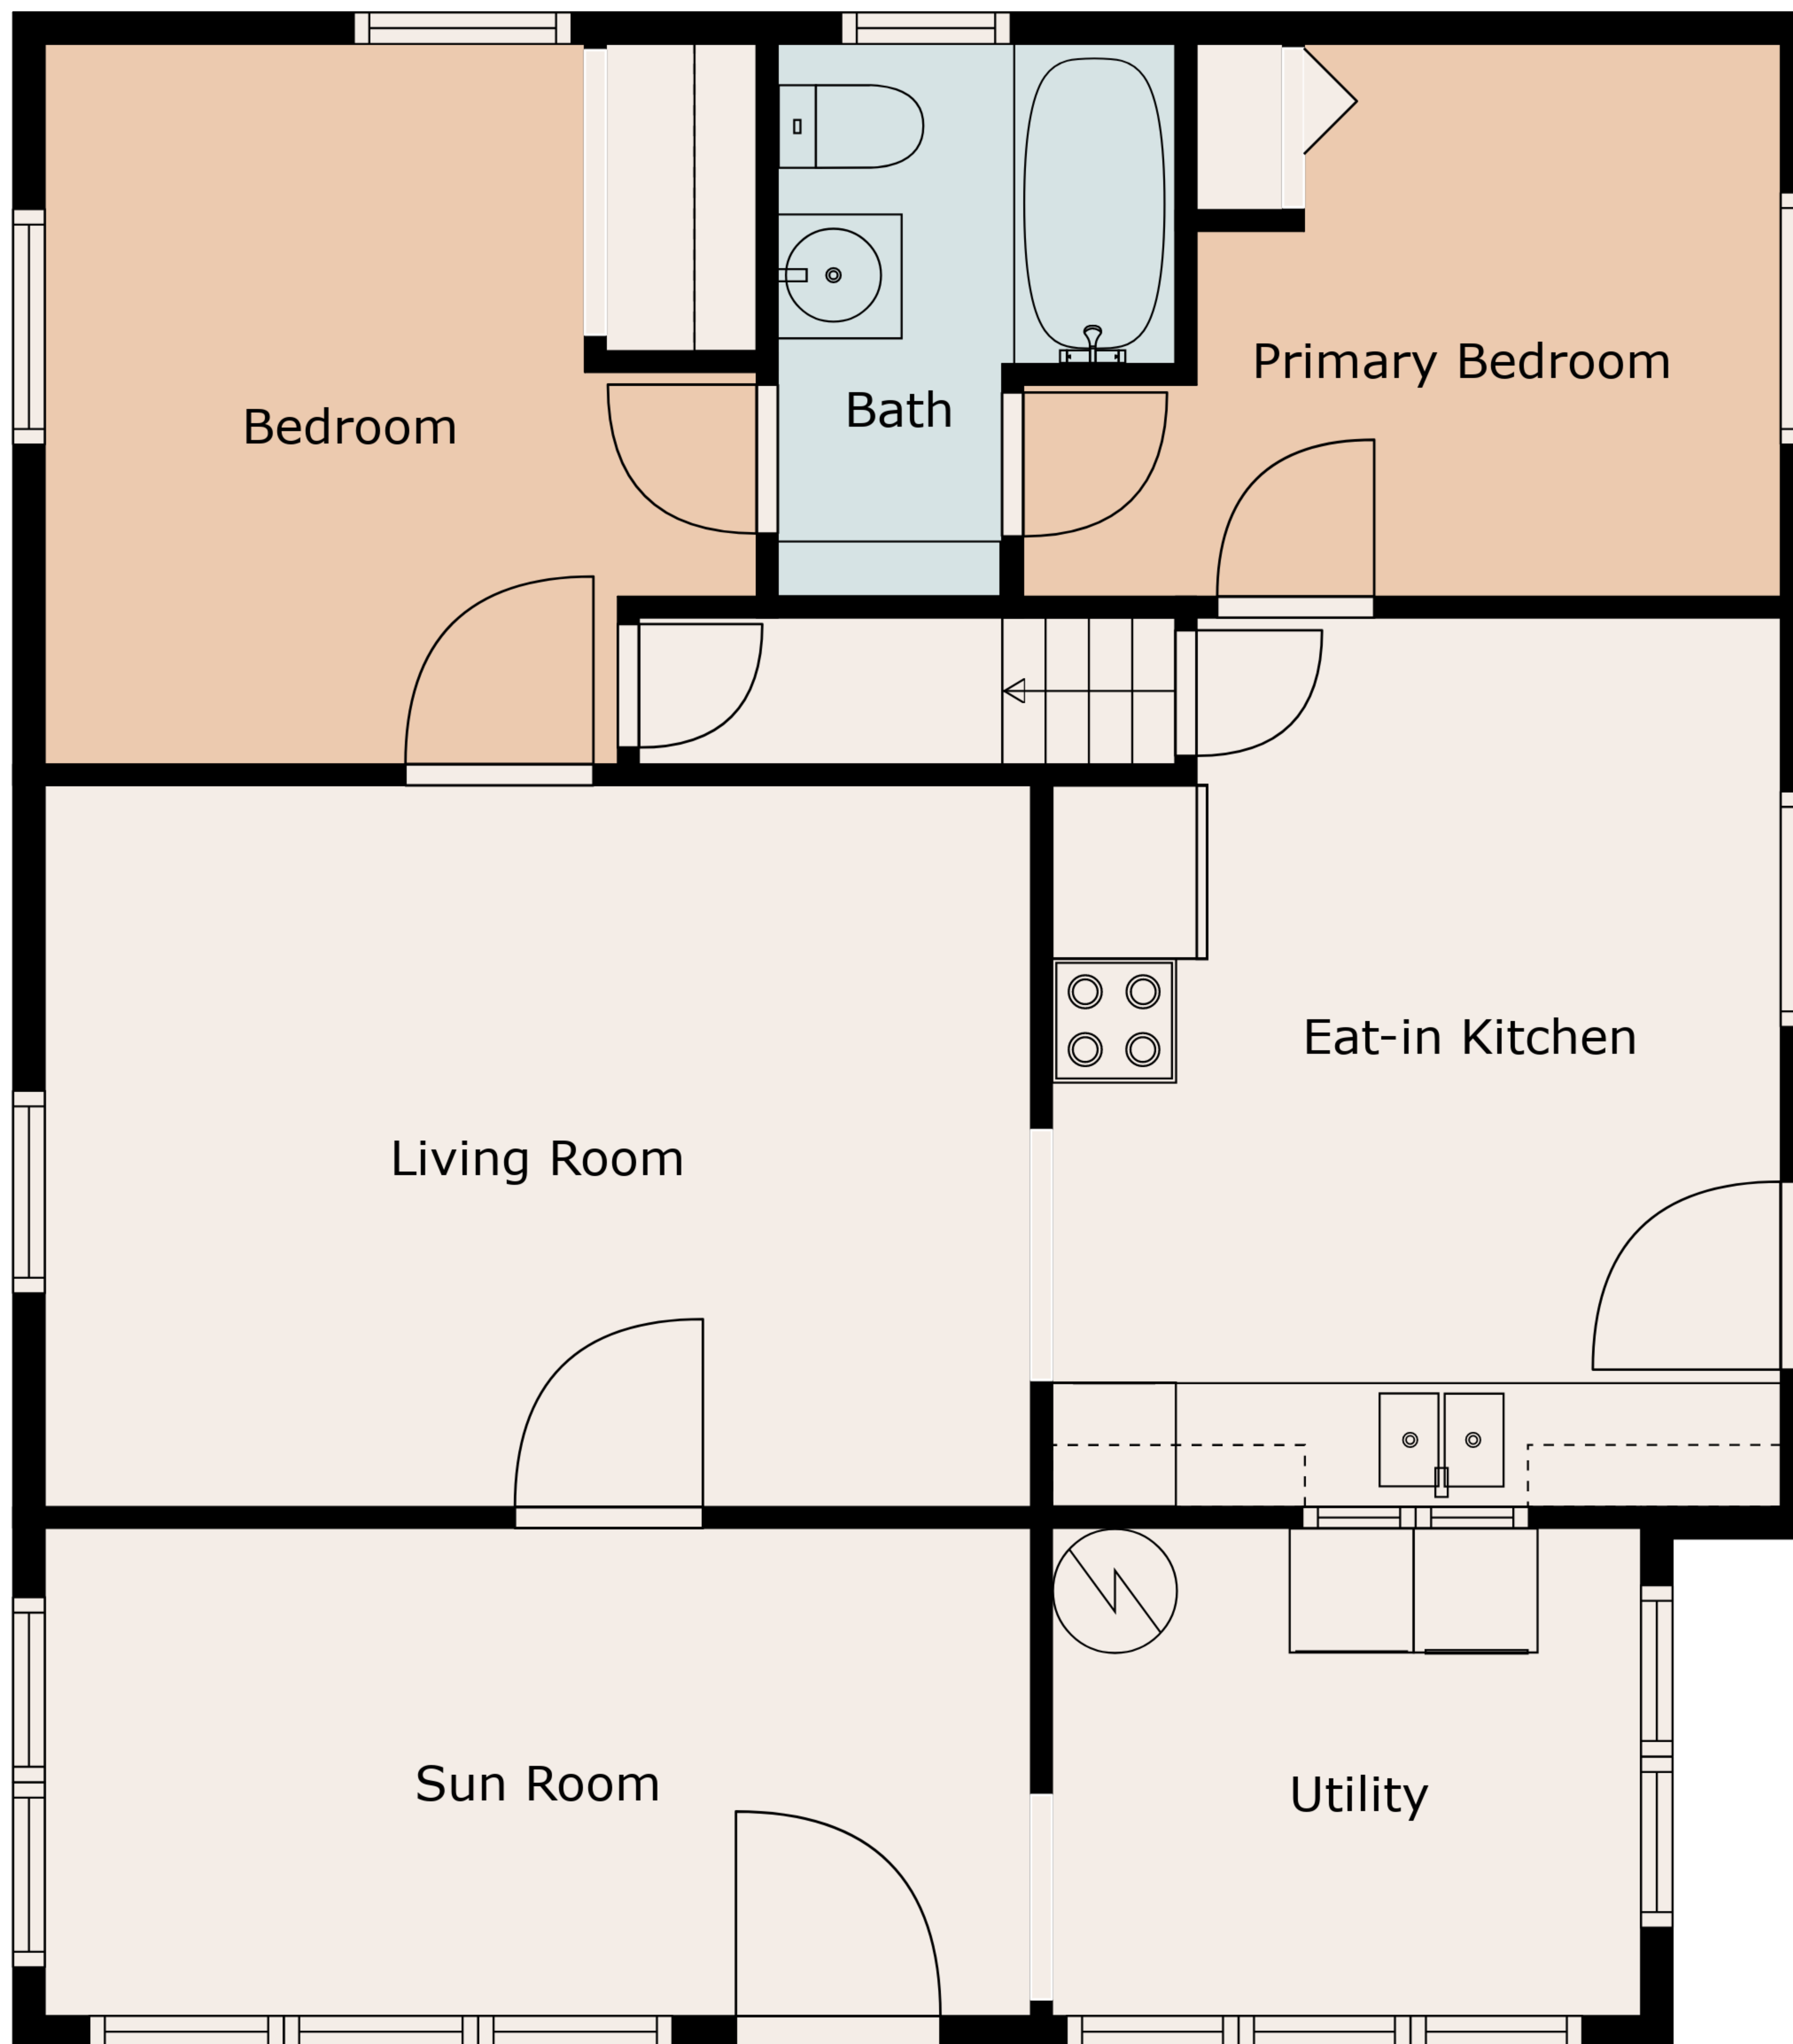 Primary Bedroom
Bath
Bedroom
Eat-in Kitchen
Living Room
Sun Room
Utility